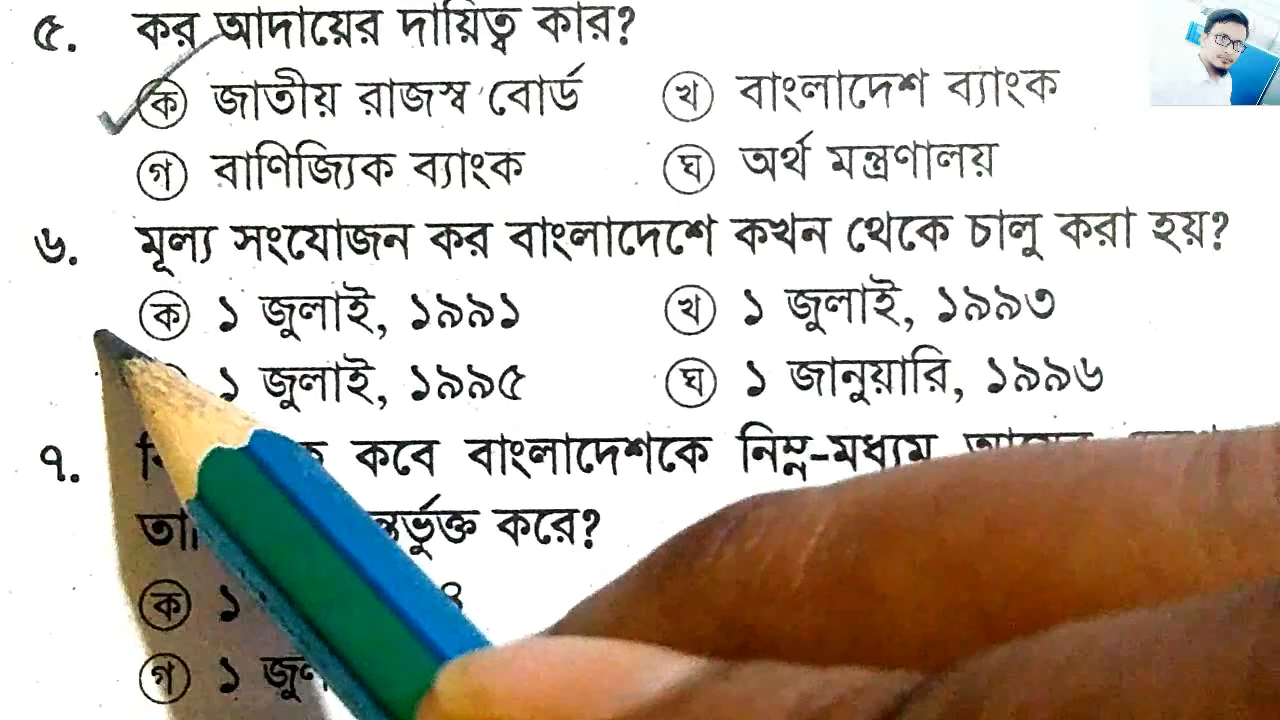 ৫. কর আদায়ের দায়িত্ব কার?
ক জাতীয় রাজস্ব বোর্ড খ বাংলাদেশ ব্যাংক
গ বাণিজ্যিক ব্যাংক ঘ অর্থ মন্ত্রণালয়
৬. মূল্য সংযোজন কর বাংলাদেশে কখন থেকে চালু করা হয়?
ক ১ জুলাই, ১৯৯১ খ ১ জুলাই, ১৯৯৩
১ জুলাই, ১৯৯৫ ঘ ১ জানুয়ারি, ১৯৯৬
৭. কবে বাংলাদেশকে নিম্ন-মধ্যম
করে?
ক ১
গ ১